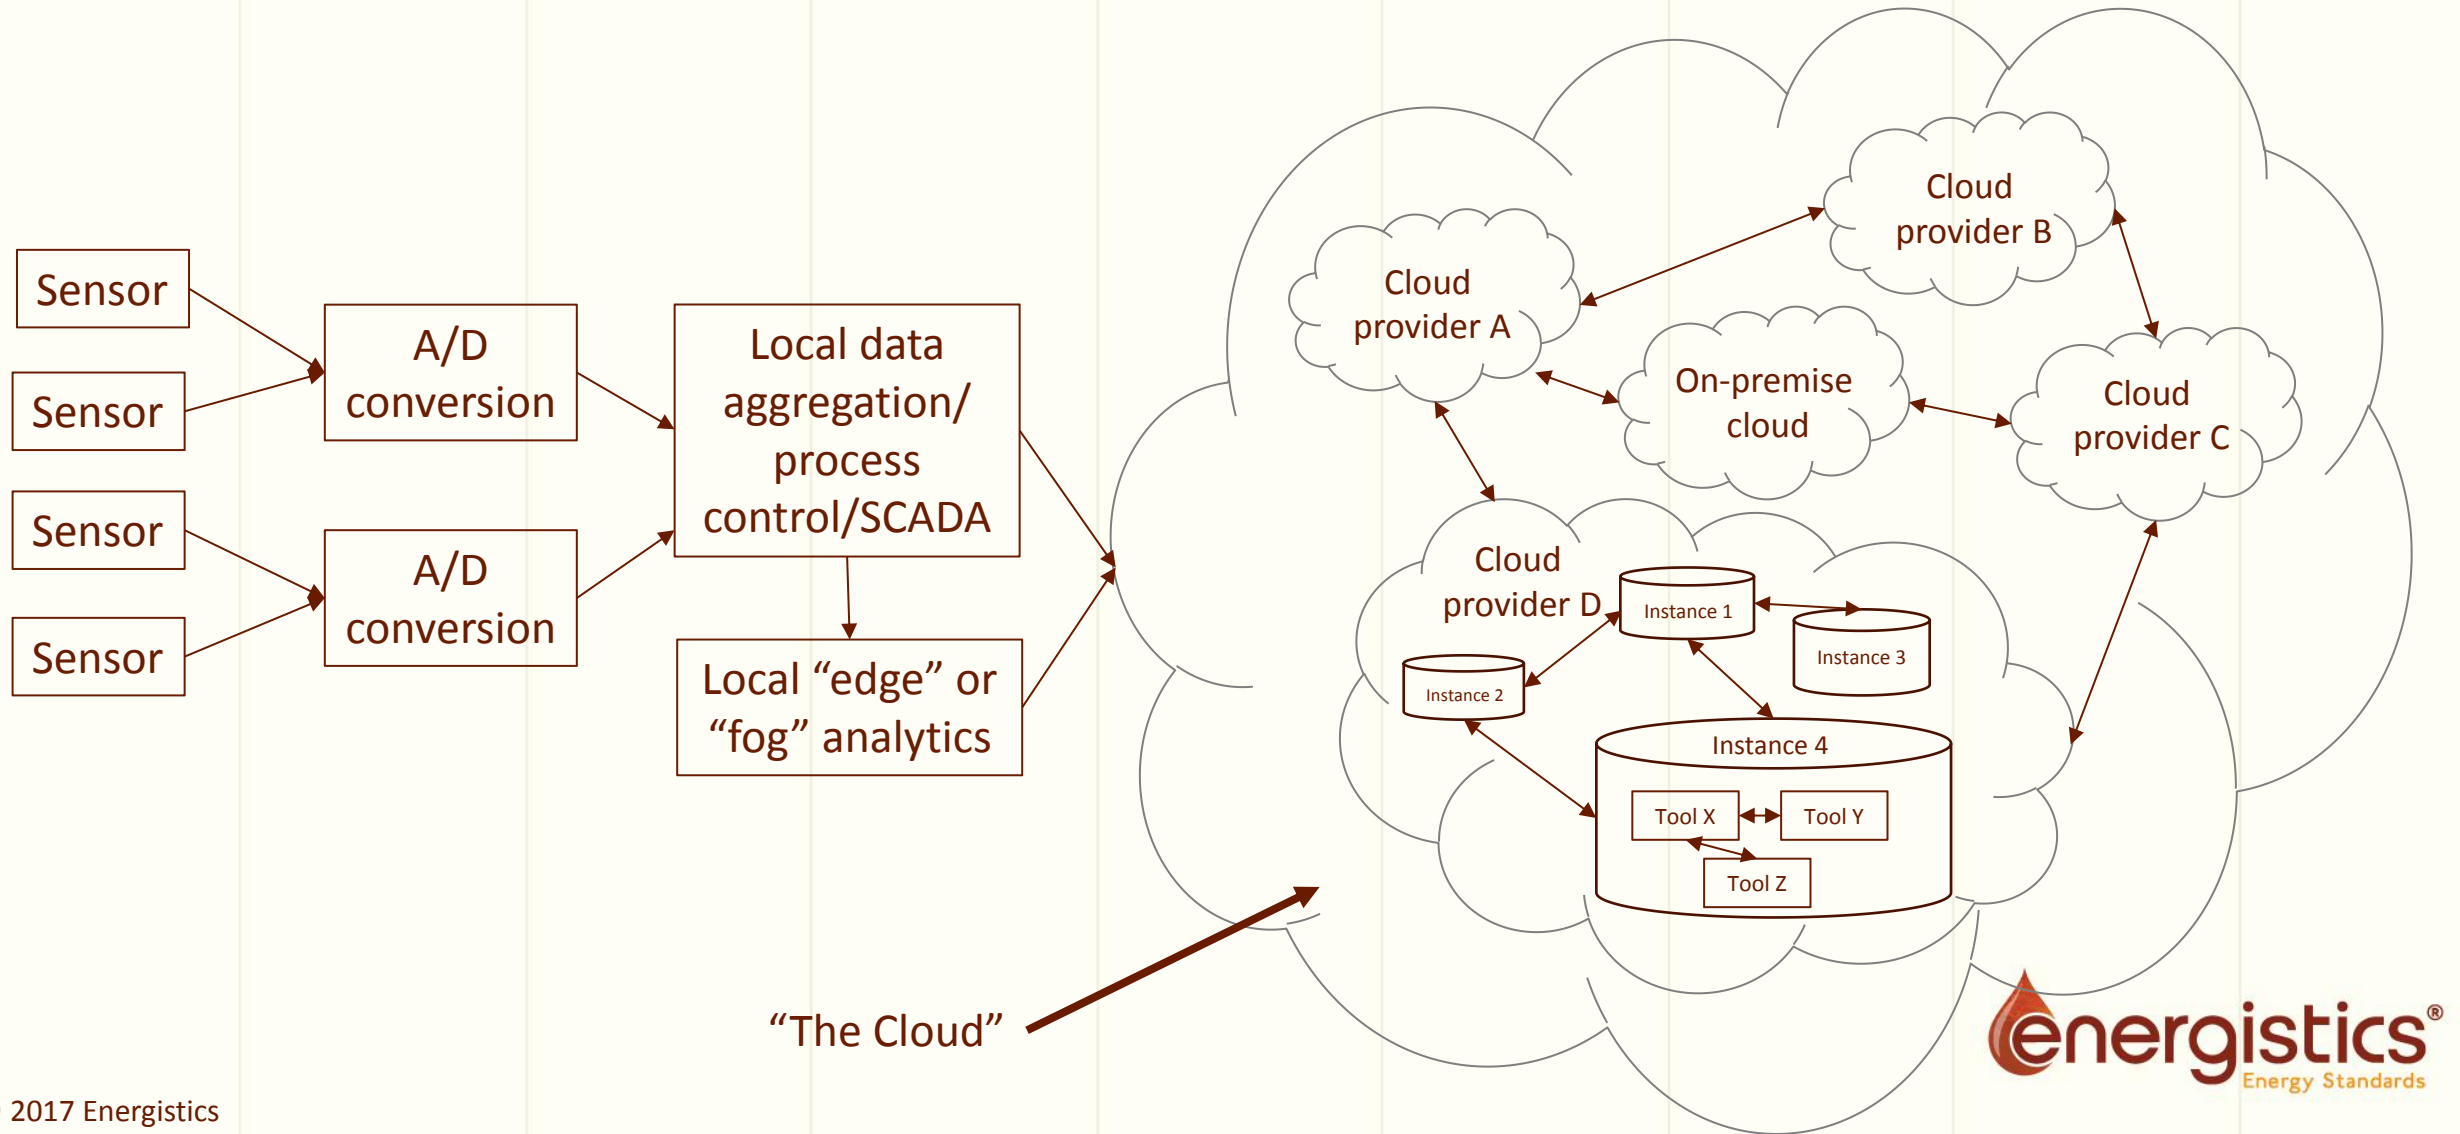 Sensor
Sensor
Sensor
Sensor
A/D
conversion
A/D
conversion
Local data
aggregation/
process
control/SCADA
Local “edge” or
“fog” analytics
“The Cloud”
Cloud
provider A
Cloud
provider B
On-premise
cloud
Cloud
provider C
Cloud
provider D
Instance 1
Instance 2
Instance 3
Instance 4
Tool X
Tool Y
Tool Z
energistics®
Energy Standards
2017 Energistics